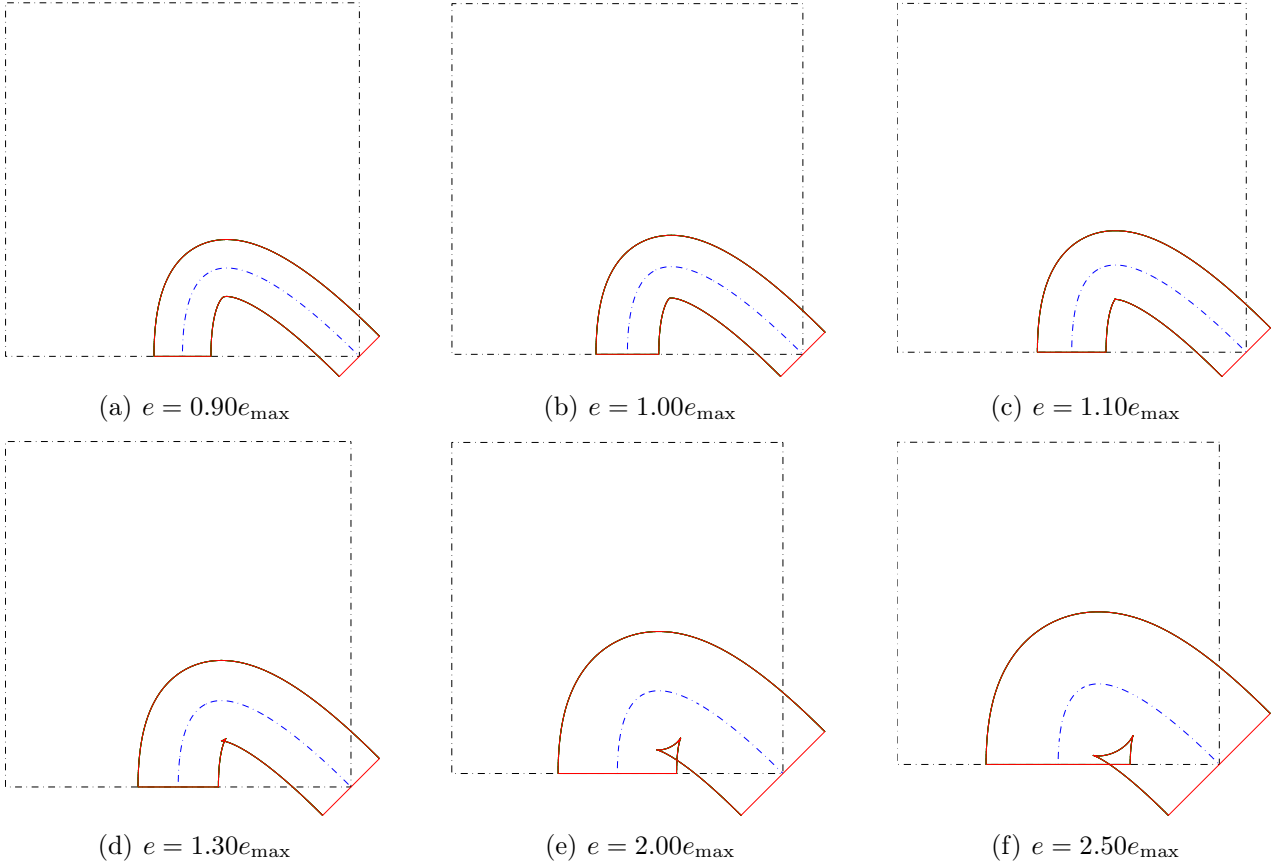 (a) e = 0.90e_max
(b) e = 1.00e_max
(c) e = 1.10e_max
(d) e = 1.30e_max
(e) e = 2.00e_max
(f) e = 2.50e_max